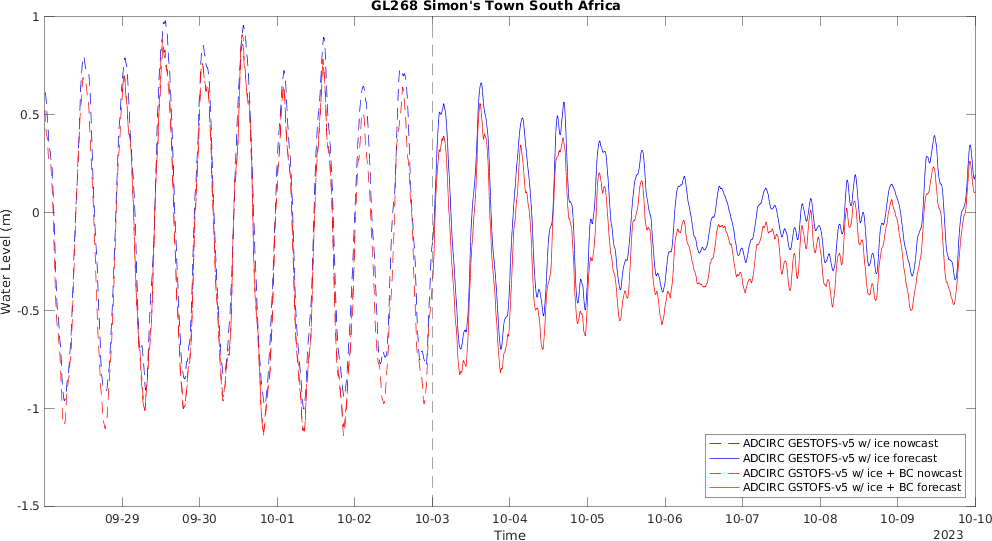 GL268 Simon's Town South Africa
Water Level (m)
1
0.5
0
-0.5
-1
-1.5
ADCIRC GESTOFS-v5 w/ ice nowcast
ADCIRC GESTOFS-v5 w/ ice forecast
ADCIRC GSTOFS-v5 w/ ice + BC nowcast
ADCIRC GSTOFS-v5 w/ ice + BC forecast
09-29 09-30 10-01 10-02 10-03 10-04 10-05 10-06 10-07 10-08 10-09 10-10
Time
2023